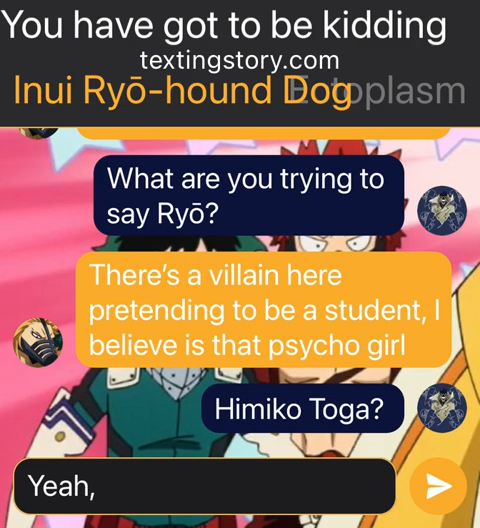 You have got to be kidding
textingstory.com
Inui Ryō-hound Dog Ectoplasm
What are you trying to
say Ryō?
There's a villain here
pretending to be a student, I
believe is that psycho girl
Himiko Toga?
Yeah,